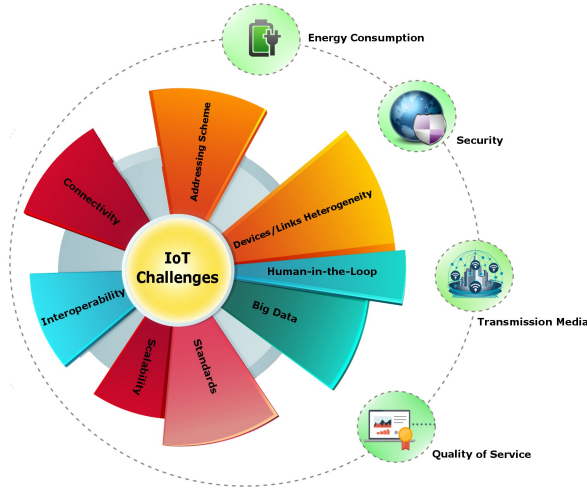 Energy Consumption
Security
Addressing Scheme
Connectivity
Devices/Links Heterogeneity
IoT
Challenges
Human-in-the-Loop
Interoperability
Big Data
Transmission Media
Scalability
Standards
Quality of Service